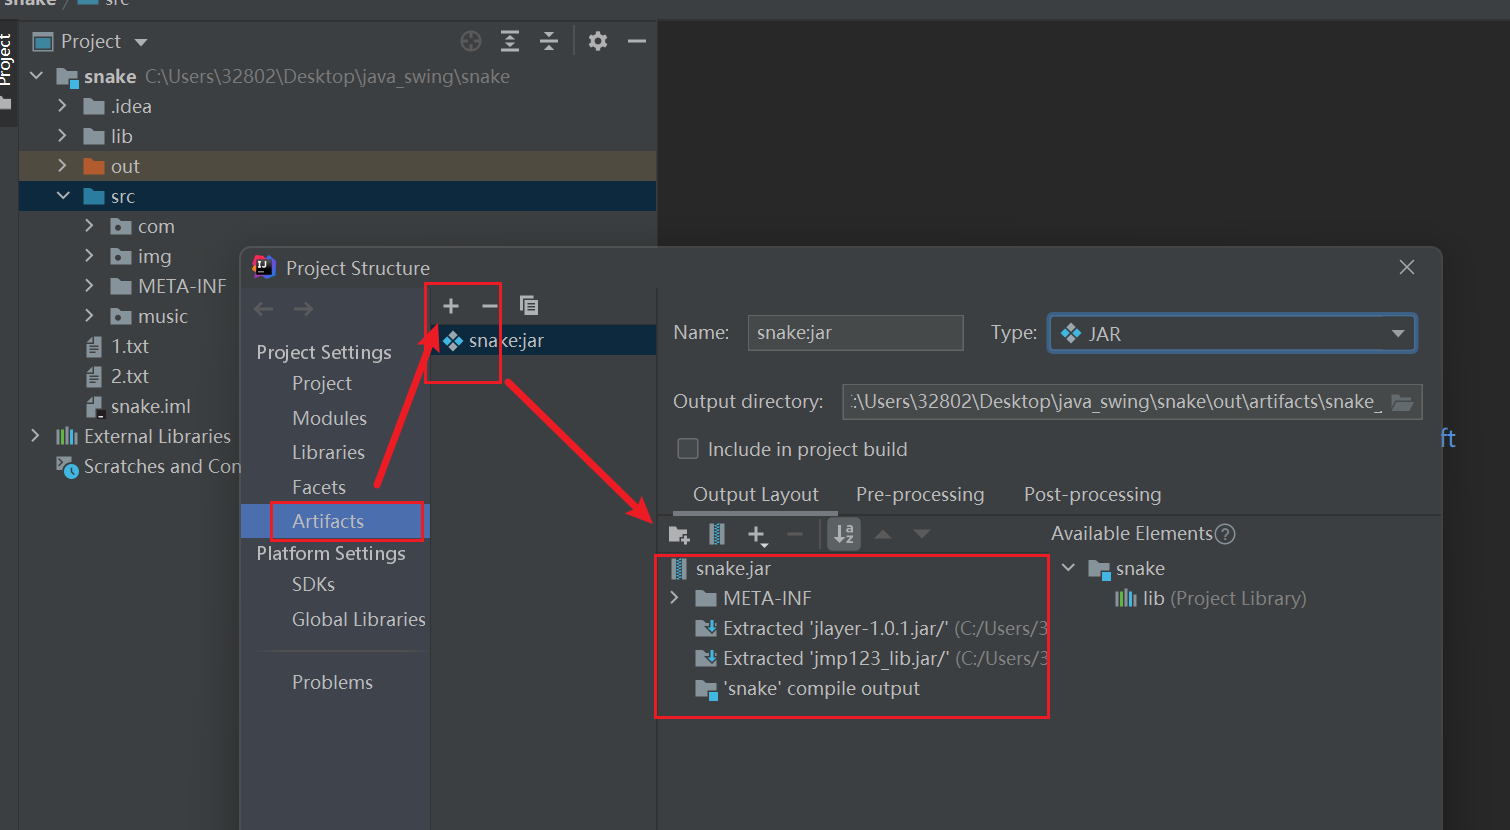 snake / src
Project
Project
snake C:\Users\32802\Desktop\java_swing\snake
.idea
lib
out
src
com
img
META-INF
music
1.txt
2.txt
snake.iml
External Libraries
Scratches and Con
Project Structure
Project Settings
Project
Modules
Libraries
Facets
Artifacts
Platform Settings
SDKs
Global Libraries
Problems
snake:jar
Name: snake:jar Type: JAR
Output directory: :\Users\32802\Desktop\java_swing\snake\out\artifacts\snake_
Include in project build
Output Layout Pre-processing Post-processing
Available Elements
snake.jar
META-INF
Extracted 'jlayer-1.0.1.jar/' (C:/Users/3
Extracted 'jmp123_lib.jar/' (C:/Users/3
'snake' compile output
snake
lib (Project Library)
ft